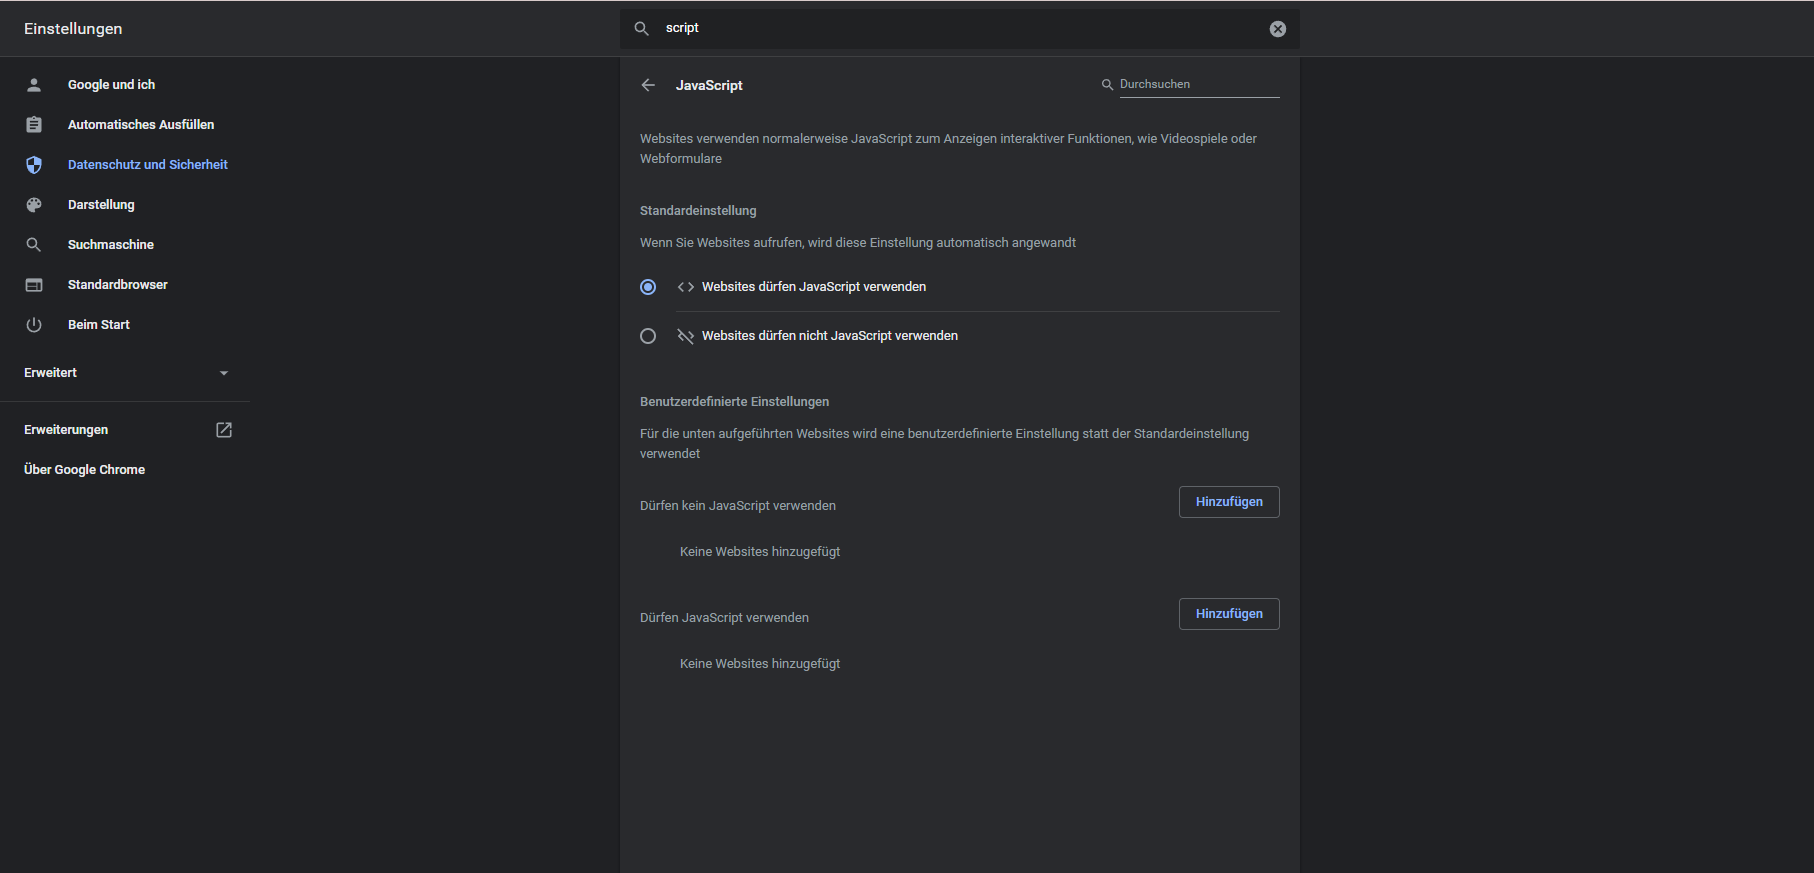 Einstellungen
script
Google und ich
Automatisches Ausfüllen
Datenschutz und Sicherheit
Darstellung
Suchmaschine
Standardbrowser
Beim Start
Erweitert
Erweiterungen
Über Google Chrome
JavaScript
Durchsuchen
Websites verwenden normalerweise JavaScript zum Anzeigen interaktiver Funktionen, wie Videospiele oder
Webformulare
Standardeinstellung
Wenn Sie Websites aufrufen, wird diese Einstellung automatisch angewandt
Websites dürfen JavaScript verwenden
Websites dürfen nicht JavaScript verwenden
Benutzerdefinierte Einstellungen
Für die unten aufgeführten Websites wird eine benutzerdefinierte Einstellung statt der Standardeinstellung
verwendet
Dürfen kein JavaScript verwenden
Hinzufügen
Keine Websites hinzugefügt
Dürfen JavaScript verwenden
Hinzufügen
Keine Websites hinzugefügt